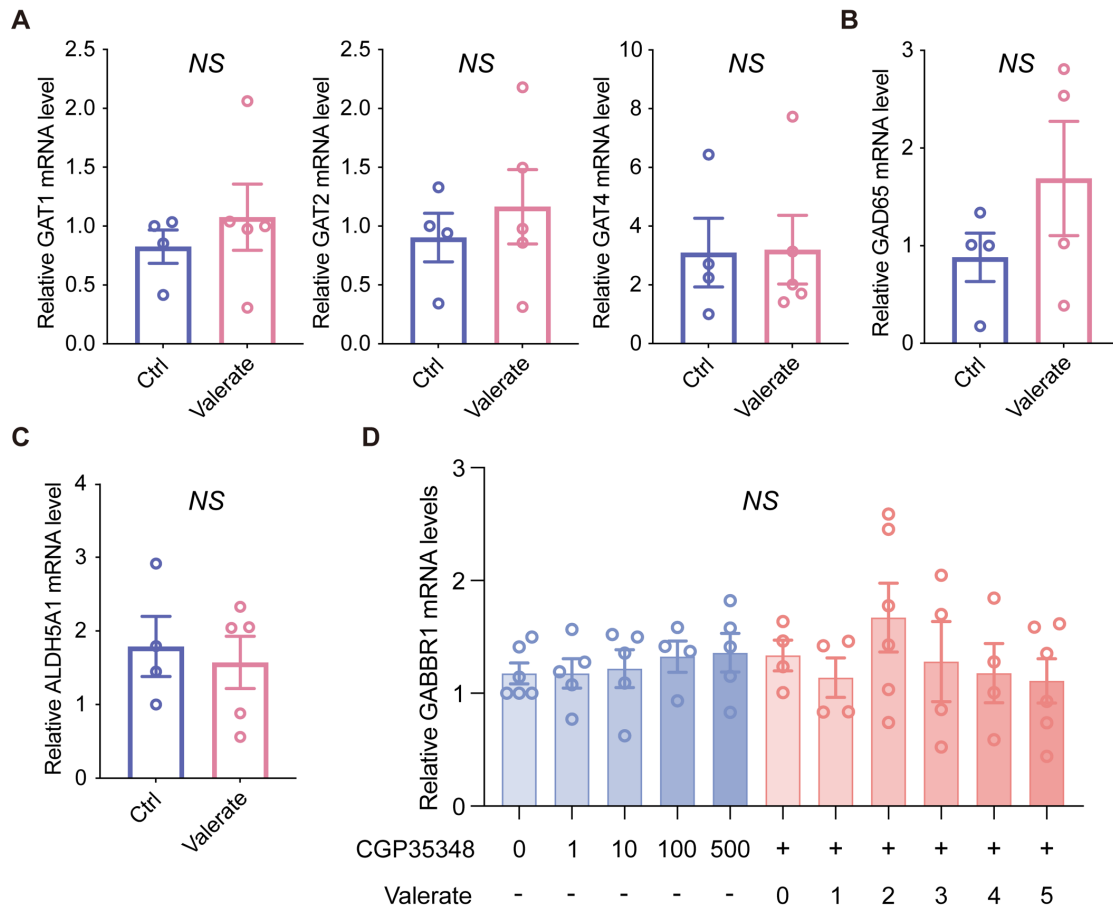 A
B
Relative GAT1 mRNA level
2.5
2.0
1.5
1.0
0.5
0.0
NS
Ctrl
Valerate
Relative GAT2 mRNA level
2.5
2.0
1.5
1.0
0.5
0.0
NS
Ctrl
Valerate
Relative GAT4 mRNA level
10
8
6
4
2
0
NS
Ctrl
Valerate
Relative GAD65 mRNA level
3
2
1
0
NS
Ctrl
Valerate
C
Relative ALDH5A1 mRNA level
4
3
2
1
0
NS
Ctrl
Valerate
D
Relative GABBR1 mRNA levels
3
2
1
0
NS
CGP35348 0 1 10 100 500 + + + + + +
Valerate - - - - - 0 1 2 3 4 5